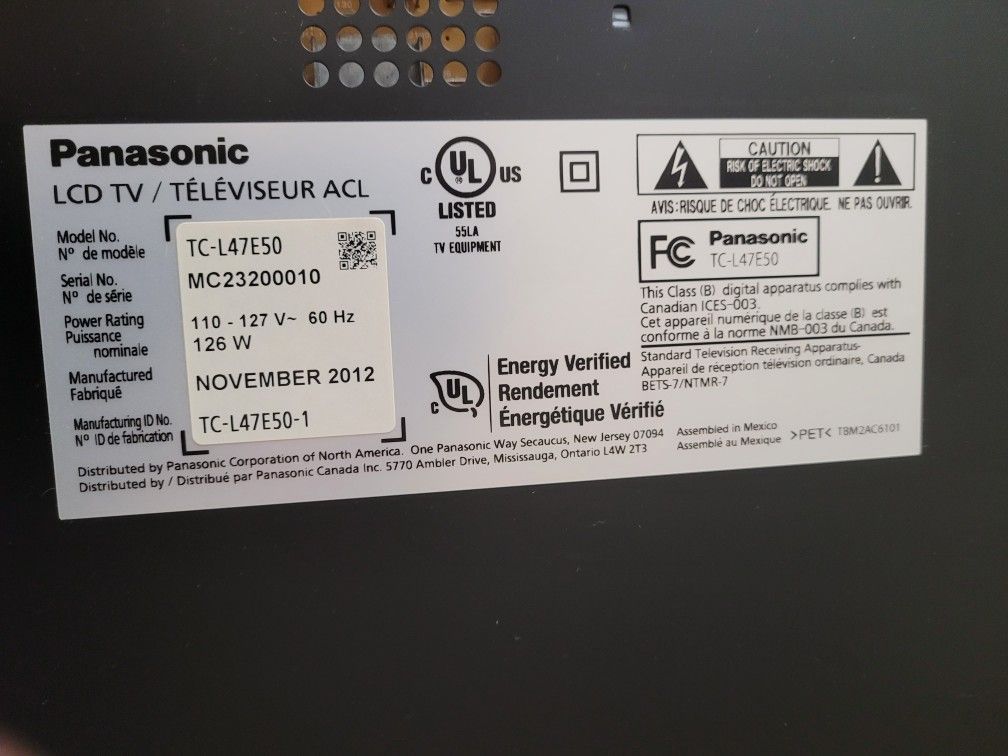 Panasonic
LCD TV / TÉLÉVISEUR ACL
Model No.
Nº de modèle
TC-L47E50
Serial No.
Nº de série
MC23200010
Power Rating
Puissance
nominale
110 - 127 V~ 60 Hz
126 W
Manufactured
Fabriqué
NOVEMBER 2012
Manufacturing ID No.
Nº ID de fabrication
TC-L47E50-1
C UL ® US
LISTED
55LA
TV EQUIPMENT
C UL
Energy Verified
Rendement
Énergétique Vérifié
CAUTION
RISK OF ELECTRIC SHOCK
DO NOT OPEN
AVIS: RISQUE DE CHOC ÉLECTRIQUE. NE PAS OUVRIR.
FC Panasonic
TC-L47E50
This Class (B) digital apparatus complies with
Canadian ICES-003.
Cet appareil numérique de la classe (B) est
conforme à la norme NMB-003 du Canada.
Standard Television Receiving Apparatus-
Appareil de réception télévision ordinaire, Canada
BETS-7/NTMR-7
Distributed by Panasonic Corporation of North America. One Panasonic Way Secaucus, New Jersey 07094
Distributed by / Distribué par Panasonic Canada Inc. 5770 Ambler Drive, Mississauga, Ontario L4W 2T3
Assembled in Mexico
Assemblé au Mexique
>PET< TBM2AC6101